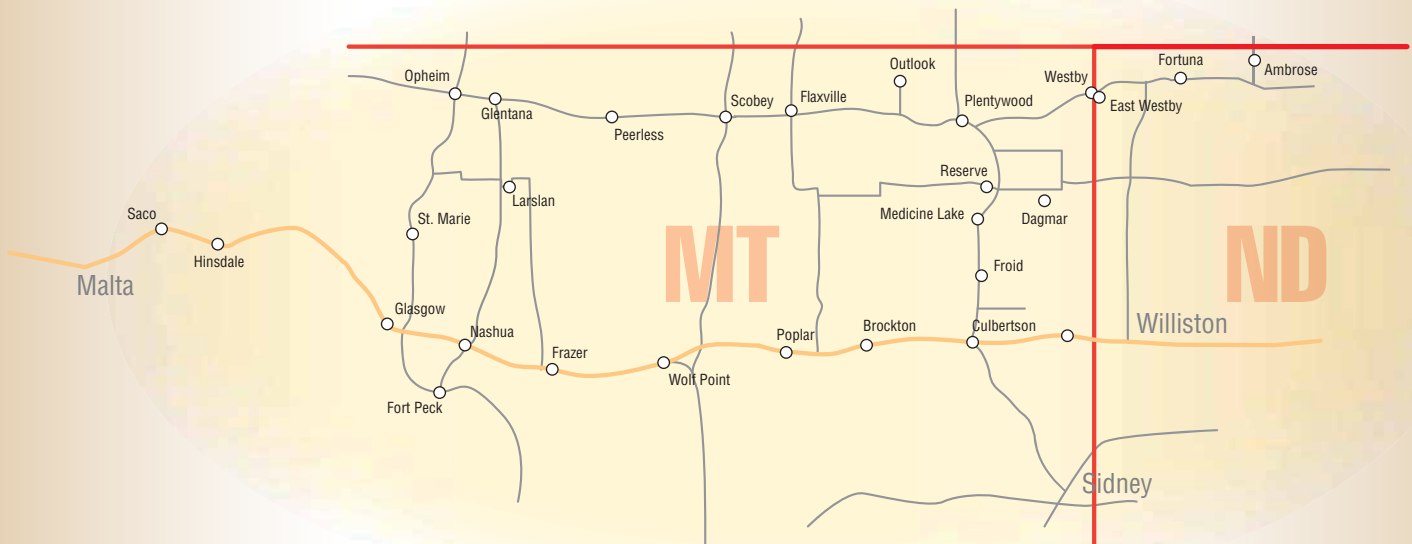 Outlook
Fortuna
Ambrose
Opheim
Westby
Glentana
Scobey
Flaxville
Plentywood
East Westby
Peerless
Reserve
Larslan
Saco
St. Marie
Medicine Lake
Dagmar
Hinsdale
MT
ND
Malta
Froid
Glasgow
Nashua
Poplar
Brockton
Culbertson
Williston
Frazer
Wolf Point
Fort Peck
Sidney